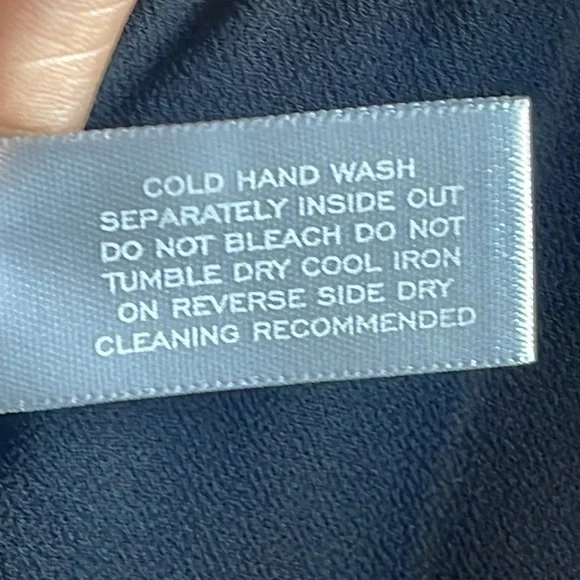 COLD HAND WASH
SEPARATELY INSIDE OUT
DO NOT BLEACH DO NOT
TUMBLE DRY COOL IRON
ON REVERSE SIDE DRY
CLEANING RECOMMENDED